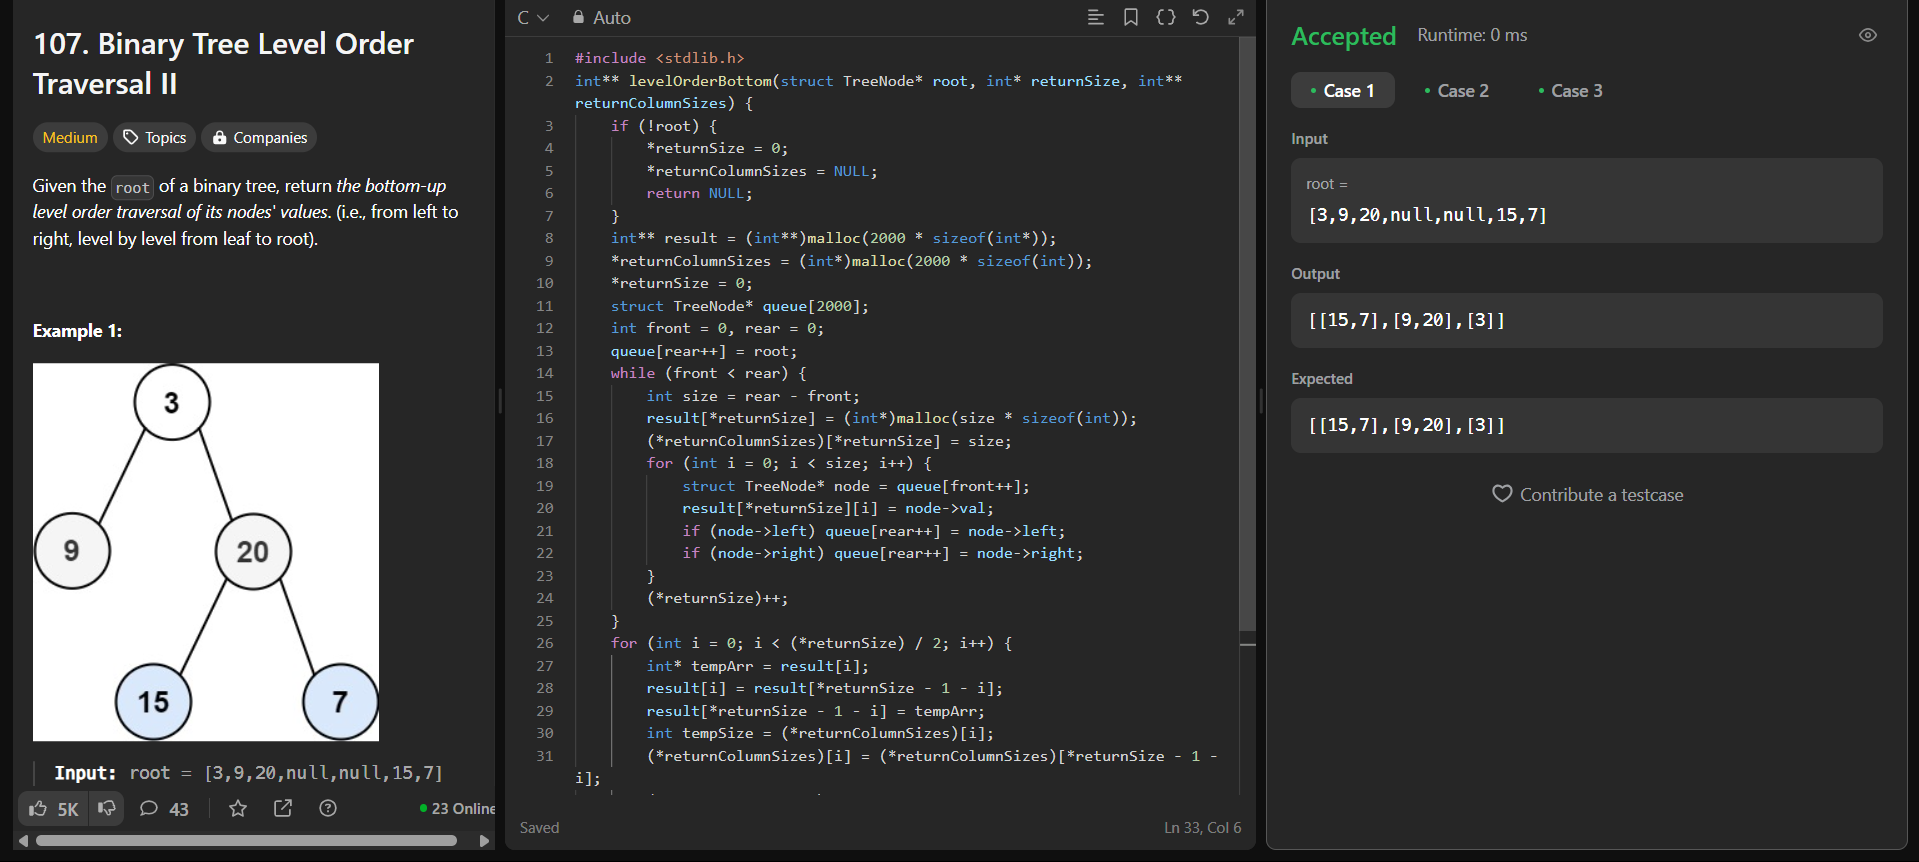 107. Binary Tree Level Order
Traversal II
Medium Topics Companies
Given the root of a binary tree, return the bottom-up
level order traversal of its nodes' values. (i.e., from left to
right, level by level from leaf to root).
Example 1:
3
9 20
15 7
Input: root = [3,9,20,null,null,15,7]
5K 43 23 Online
C Auto
1 #include <stdlib.h>
2 int** levelOrderBottom(struct TreeNode* root, int* returnSize, int**
returnColumnSizes) {
3 if (!root) {
4 *returnSize = 0;
5 *returnColumnSizes = NULL;
6 return NULL;
7 }
8 int** result = (int**)malloc(2000 * sizeof(int*));
9 *returnColumnSizes = (int*)malloc(2000 * sizeof(int));
10 *returnSize = 0;
11 struct TreeNode* queue[2000];
12 int front = 0, rear = 0;
13 queue[rear++] = root;
14 while (front < rear) {
15 int size = rear - front;
16 result[*returnSize] = (int*)malloc(size * sizeof(int));
17 (*returnColumnSizes)[*returnSize] = size;
18 for (int i = 0; i < size; i++) {
19 struct TreeNode* node = queue[front++];
20 result[*returnSize][i] = node->val;
21 if (node->left) queue[rear++] = node->left;
22 if (node->right) queue[rear++] = node->right;
23 }
24 (*returnSize)++;
25 }
26 for (int i = 0; i < (*returnSize) / 2; i++) {
27 int* tempArr = result[i];
28 result[i] = result[*returnSize - 1 - i];
29 result[*returnSize - 1 - i] = tempArr;
30 int tempSize = (*returnColumnSizes)[i];
31 (*returnColumnSizes)[i] = (*returnColumnSizes)[*returnSize - 1 -
i];
Saved Ln 33, Col 6
Accepted Runtime: 0 ms
Case 1 Case 2 Case 3
Input
root =
[3,9,20,null,null,15,7]
Output
[[15,7],[9,20],[3]]
Expected
[[15,7],[9,20],[3]]
Contribute a testcase